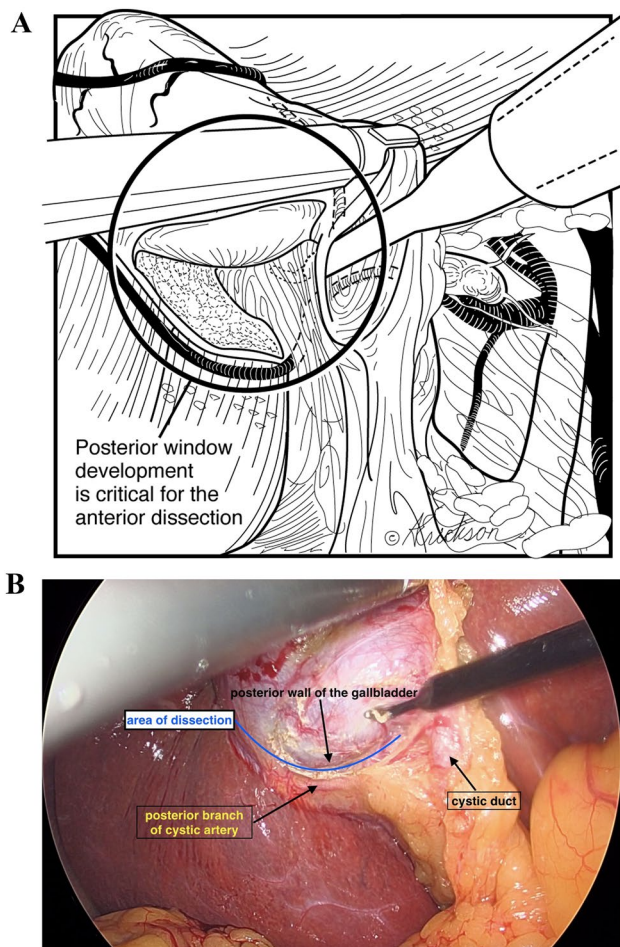 A
Posterior window
development
is critical for the
anterior dissection
© AErickson
B
posterior wall of the gallbladder
area of dissection
posterior branch
of cystic artery
cystic duct